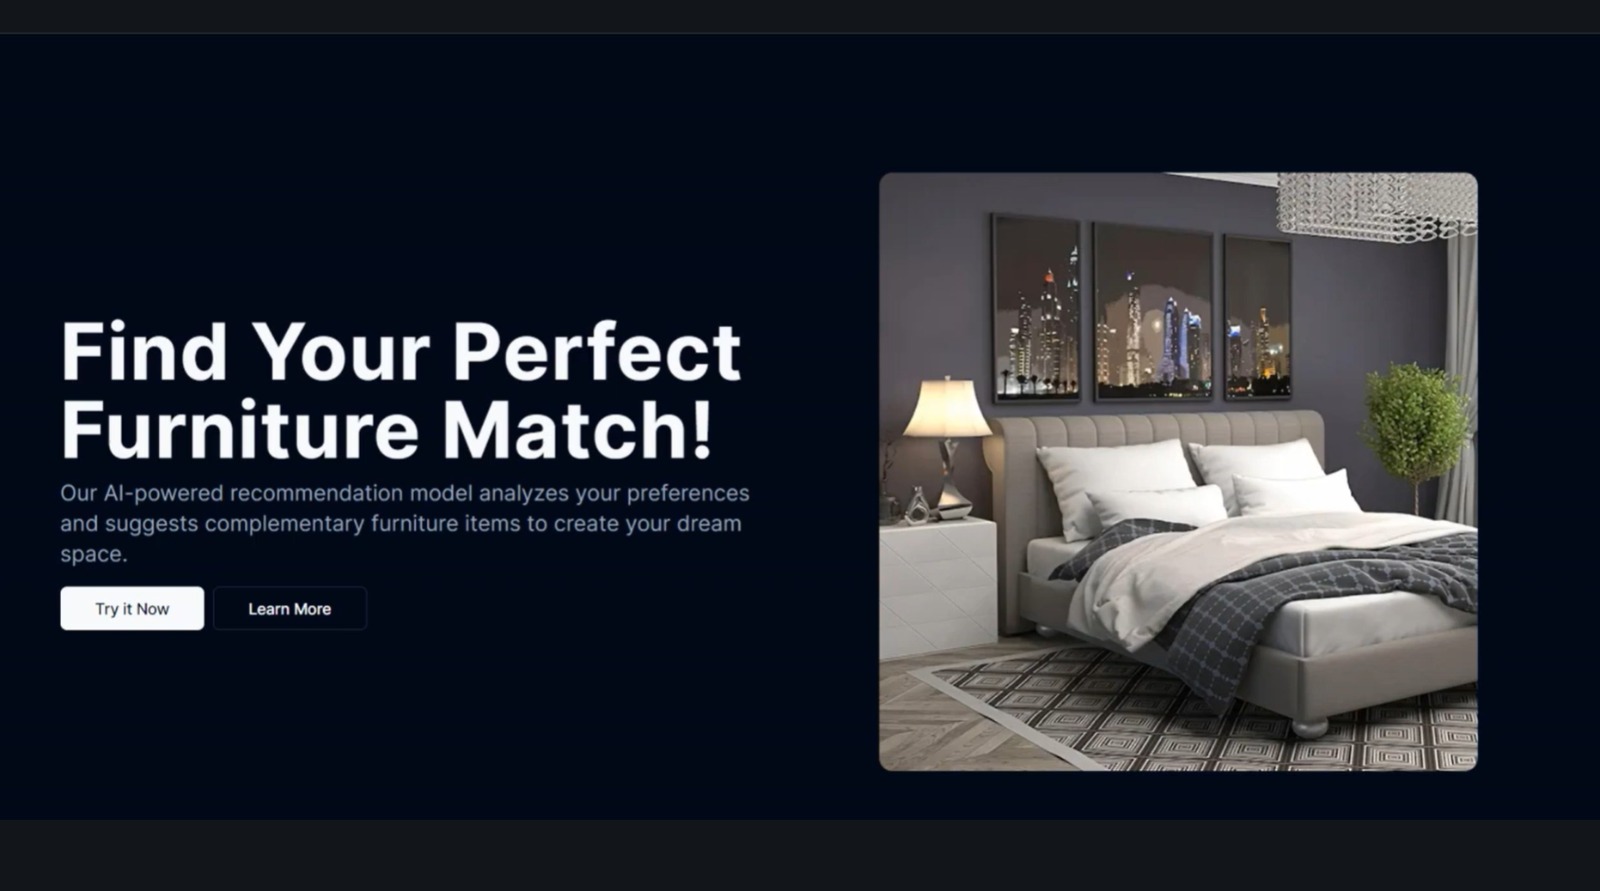 Find Your Perfect
Furniture Match!
Our AI-powered recommendation model analyzes your preferences
and suggests complementary furniture items to create your dream
space.
Try it Now
Learn More